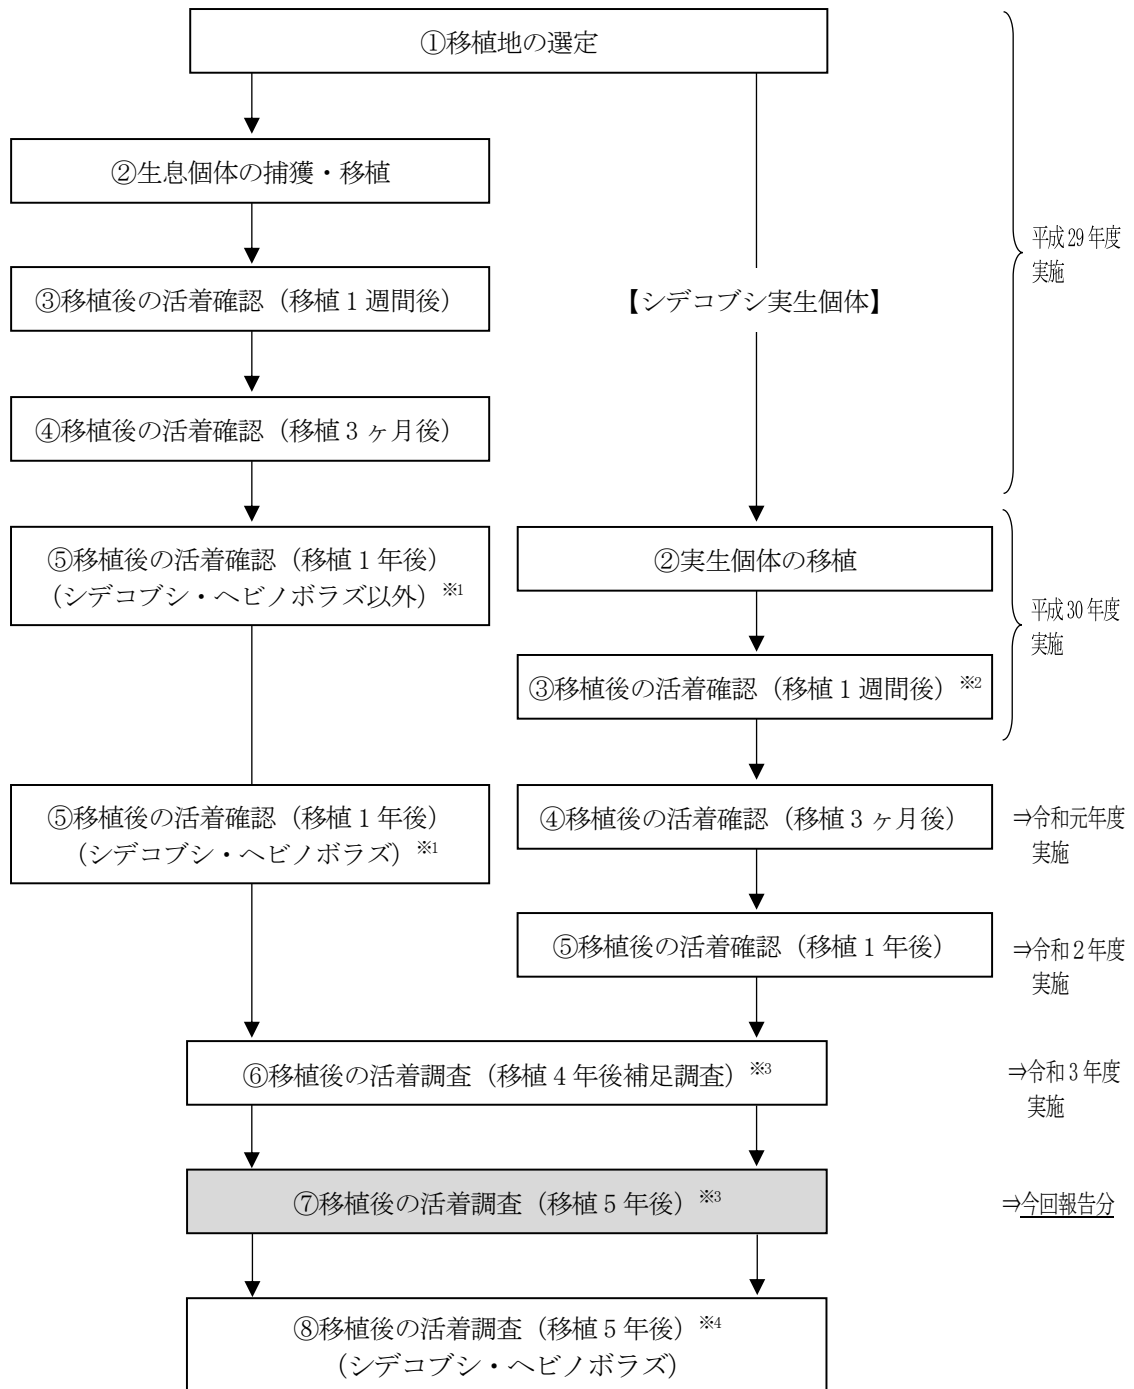 ①移植地の選定
②生息個体の捕獲・移植
③移植後の活着確認（移植1週間後）
【シデコブシ実生個体】
平成29年度
実施
④移植後の活着確認（移植3ヶ月後）
⑤移植後の活着確認（移植1年後）
（シデコブシ・ヘビノボラズ以外）※1
②実生個体の移植
③移植後の活着確認（移植1週間後）※2
平成30年度
実施
⑤移植後の活着確認（移植1年後）
（シデコブシ・ヘビノボラズ）※1
④移植後の活着確認（移植3ヶ月後）
⇒令和元年度
実施
⑤移植後の活着確認（移植1年後）
⇒令和2年度
実施
⑥移植後の活着調査（移植4年後補足調査）※3
⇒令和3年度
実施
⑦移植後の活着調査（移植5年後）※3
⇒今回報告分
⑧移植後の活着調査（移植5年後）※4
（シデコブシ・ヘビノボラズ）